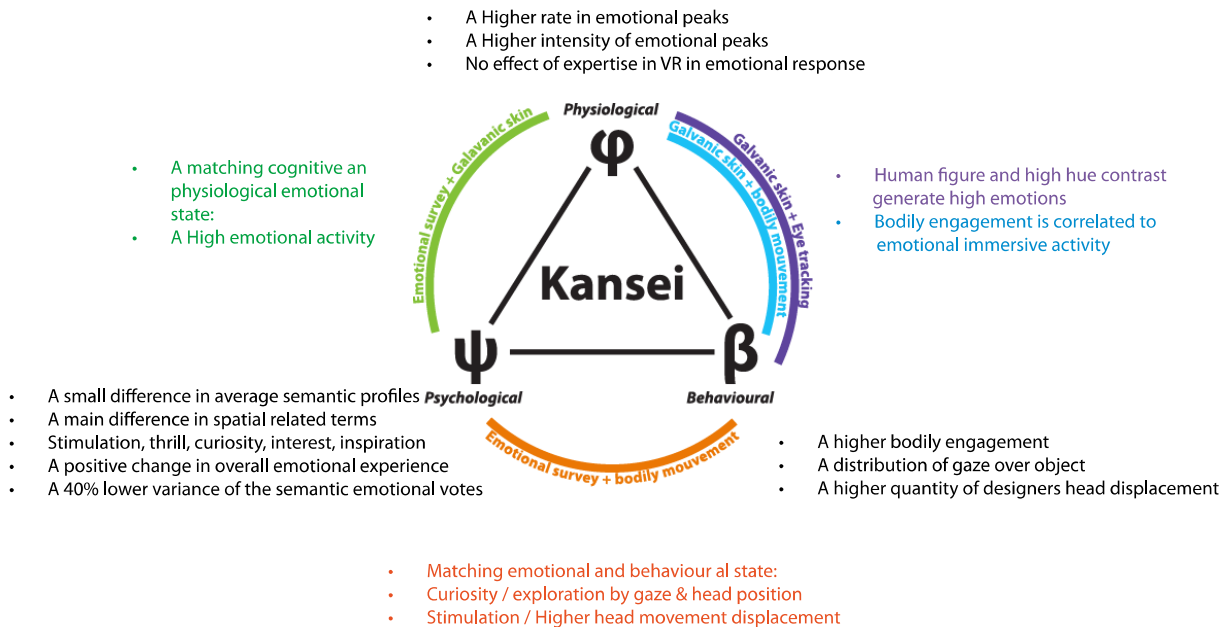 • A Higher rate in emotional peaks
• A Higher intensity of emotional peaks
• No effect of expertise in VR in emotional response
Physiological
φ
Emotional survey + Galavanic skin
Galvanic skin + bodily mouvement
Galvanic skin + Eye tracking
• A matching cognitive an
physiological emotional
state:
• A High emotional activity
• Human figure and high hue contrast
generate high emotions
• Bodily engagement is correlated to
emotional immersive activity
Kansei
ψ
β
Psychological
Behavioural
• A small difference in average semantic profiles
• A main difference in spatial related terms
• Stimulation, thrill, curiosity, interest, inspiration
• A positive change in overall emotional experience
• A 40% lower variance of the semantic emotional votes
Emotional survey + bodily mouvement
• A higher bodily engagement
• A distribution of gaze over object
• A higher quantity of designers head displacement
• Matching emotional and behaviour al state:
• Curiosity / exploration by gaze & head position
• Stimulation / Higher head movement displacement